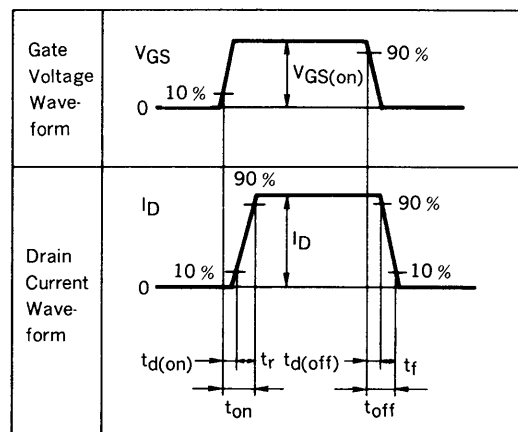 Gate
Voltage
Wave-
form
VGS
90 %
10 %
VGS(on)
0
Drain
Current
Wave-
form
90 %
ID
90 %
ID
10 %
10 %
0
td(on)
tr
td(off)
tf
ton
toff